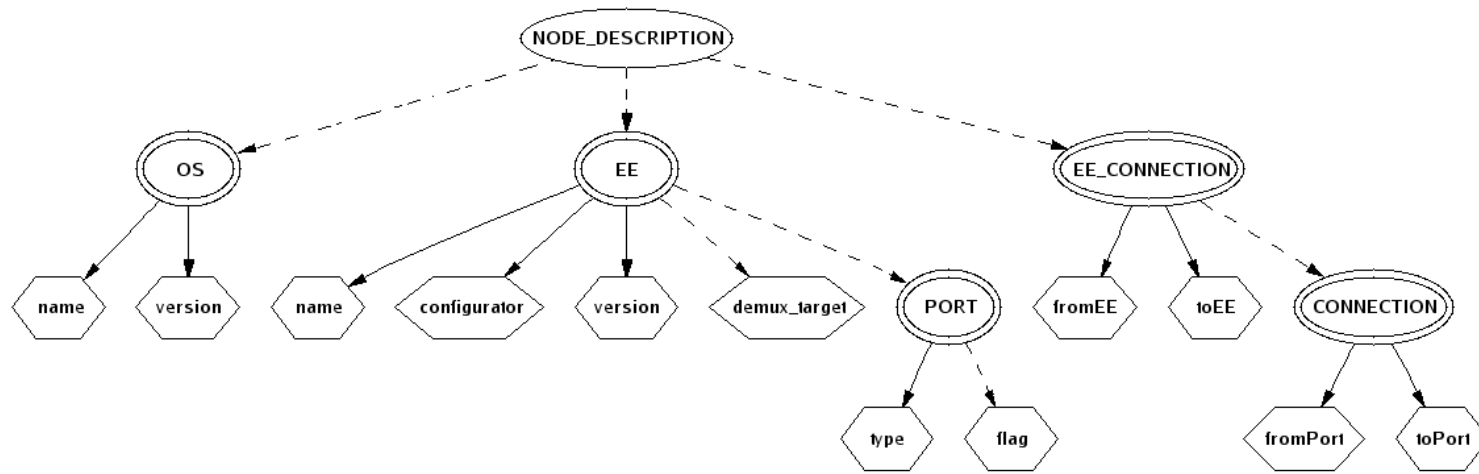 NODE_DESCRIPTION
OS
EE
EE_CONNECTION
name
version
name
configurator
version
demux_target
PORT
fromEE
toEE
CONNECTION
type
flag
fromPort
toPort